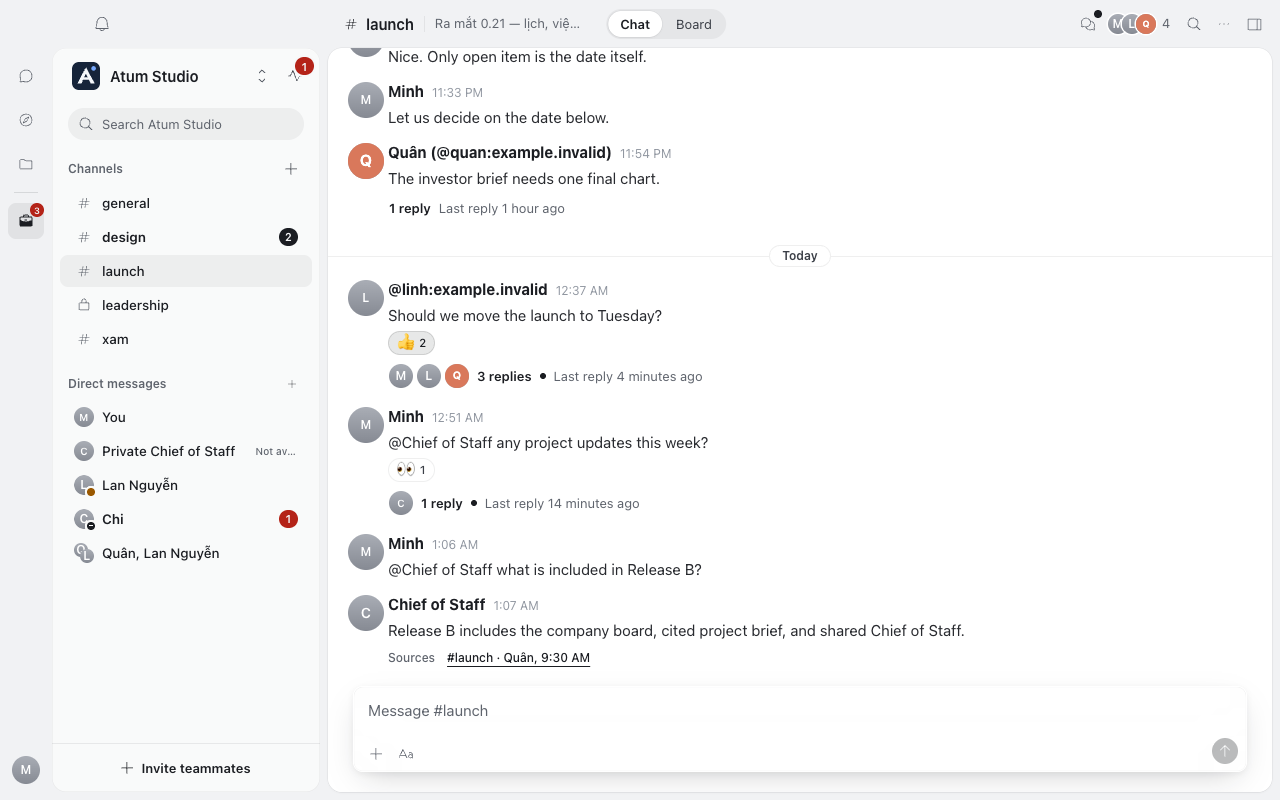 # launch
Ra mắt 0.21 — lịch, việ...
Chat
Board
M L Q 4
Atum Studio
1
Search Atum Studio
Channels
# general
# design 2
# launch
leadership
# xam
3
Direct messages
M You
C Private Chief of Staff Not av...
L Lan Nguyễn
C Chi 1
Q L Quân, Lan Nguyễn
Invite teammates
M
Nice. Only open item is the date itself.
M Minh 11:33 PM
Let us decide on the date below.
Q Quân (@quan:example.invalid) 11:54 PM
The investor brief needs one final chart.
1 reply Last reply 1 hour ago
Today
L @linh:example.invalid 12:37 AM
Should we move the launch to Tuesday?
👍 2
M L Q 3 replies • Last reply 4 minutes ago
M Minh 12:51 AM
@Chief of Staff any project updates this week?
👀 1
C 1 reply • Last reply 14 minutes ago
M Minh 1:06 AM
@Chief of Staff what is included in Release B?
C Chief of Staff 1:07 AM
Release B includes the company board, cited project brief, and shared Chief of Staff.
Sources #launch · Quân, 9:30 AM
Message #launch
Aa